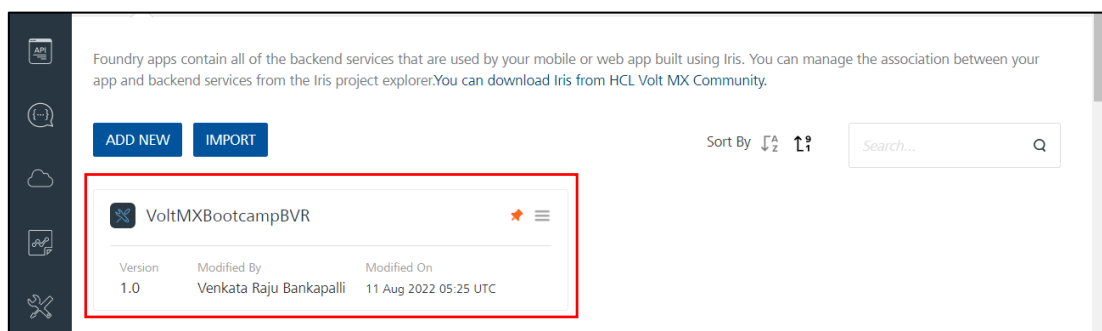 API
Foundry apps contain all of the backend services that are used by your mobile or web app built using Iris. You can manage the association between your
app and backend services from the Iris project explorer.You can download Iris from HCL Volt MX Community.
ADD NEW IMPORT Sort By A Z 9 1 Search...
VoltMXBootcampBVR
Version Modified By Modified On
1.0 Venkata Raju Bankapalli 11 Aug 2022 05:25 UTC